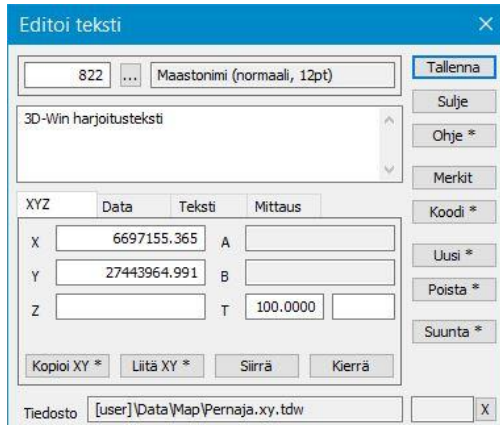 Editoi teksti
822 ... Maastonimi (normaali, 12pt)
Tallenna
Sulje
3D-Win harjoitusteksti
Ohje *
Merkit
XYZ Data Teksti Mittaus
Koodi *
X 6697155.365 A
Uusi *
Y 27443964.991 B
Poista *
Z T 100.0000
Suunta *
Kopioi XY * Liitä XY * Siirrä Kierrä
Tiedosto [user]\Data\Map\Pernaja.xy.tdw X